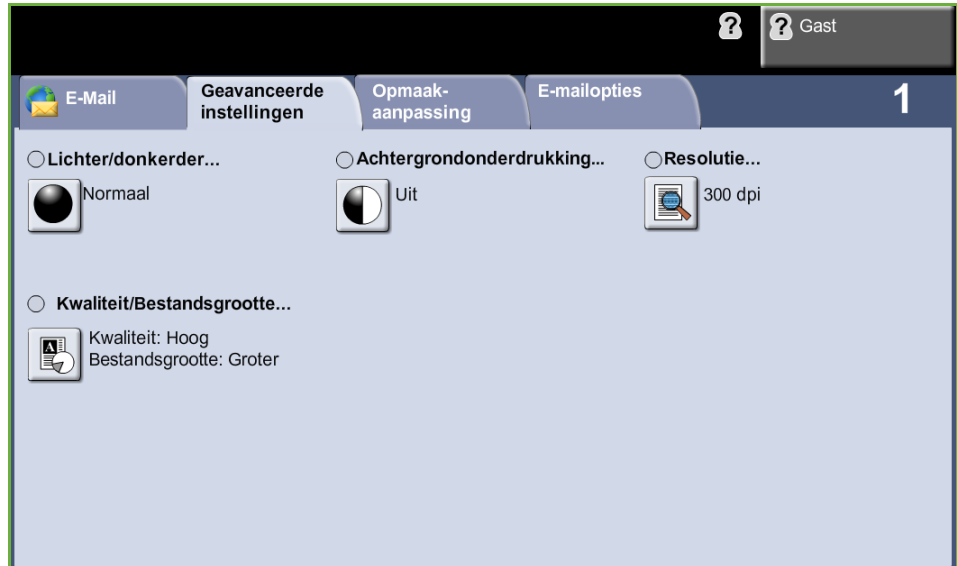 Gast
E-Mail
Geavanceerde
instellingen
Opmaak-
aanpassing
E-mailopties
1
Lichter/donkerder...
Normaal
Achtergrondonderdrukking...
Uit
Resolutie...
300 dpi
Kwaliteit/Bestandsgrootte...
Kwaliteit: Hoog
Bestandsgrootte: Groter